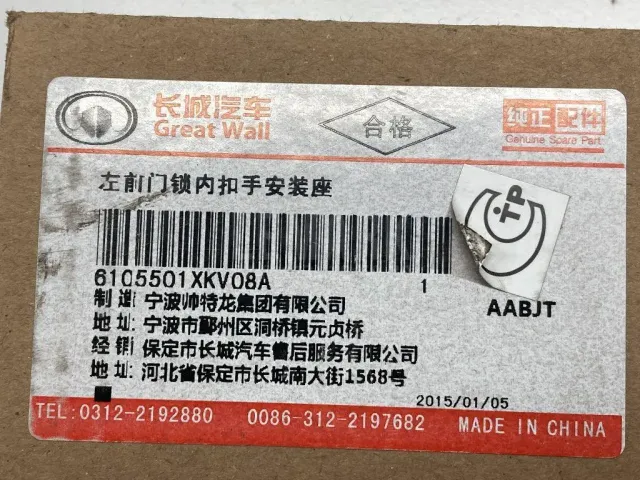 长城汽车
Great Wall
合格
纯正 配件
Genuine Spare Part
左前门锁内扣手安装座
6105501XKV08A
1
TP
AABJT
制 造 宁波帅特龙集团有限公司
地 址: 宁波市鄞州区洞桥镇元贞桥
经 销 保定市长城汽车售后服务有限公司
地 址: 河北省保定市长城南大街1568号
2015/01/05
TEL:0312-2192880 0086-312-2197682 MADE IN CHINA